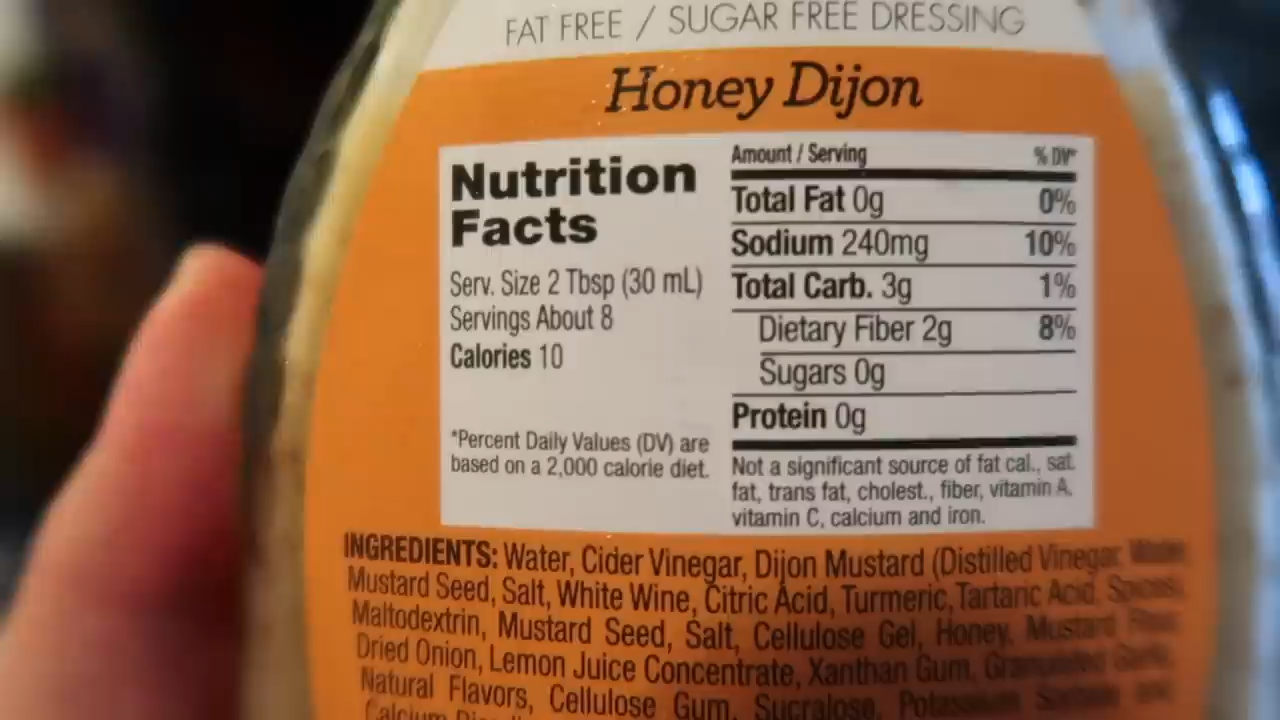 FAT FREE / SUGAR FREE DRESSING
Honey Dijon
Nutrition
Facts
Serv. Size 2 Tbsp (30 mL)
Servings About 8
Calories 10
*Percent Daily Values (DV) are
based on a 2,000 calorie diet.
Amount / Serving % DV*
Total Fat 0g 0%
Sodium 240mg 10%
Total Carb. 3g 1%
Dietary Fiber 2g 8%
Sugars 0g
Protein 0g
Not a significant source of fat cal., sat.
fat, trans fat, cholest., fiber, vitamin A,
vitamin C, calcium and iron.
INGREDIENTS: Water, Cider Vinegar, Dijon Mustard (Distilled Vinegar, Water,
Mustard Seed, Salt, White Wine, Citric Acid, Turmeric, Tartaric Acid, Spices),
Maltodextrin, Mustard Seed, Salt, Cellulose Gel, Honey, Mustard Flour,
Dried Onion, Lemon Juice Concentrate, Xanthan Gum, Granulated Garlic,
Natural Flavors, Cellulose Gum, Sucralose, Potassium Sorbate and
Calcium